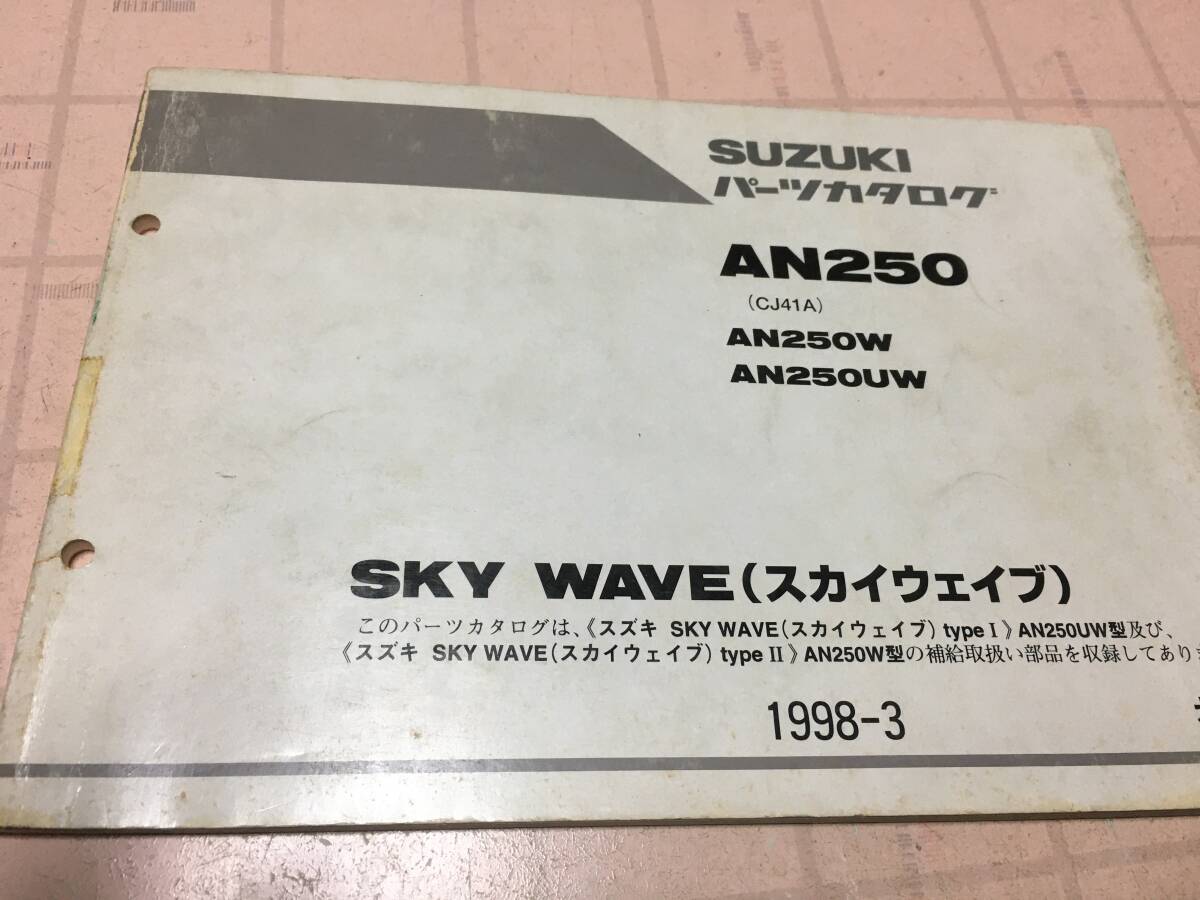 SUZUKI
パーツカタログ
AN250
(CJ41A)
AN250W
AN250UW
SKY WAVE(スカイウェイブ)
このパーツカタログは、《スズキ SKY WAVE(スカイウェイブ) type I》AN250UW型及び、
《スズキ SKY WAVE(スカイウェイブ) type II》AN250W型の補給取扱い部品を収録してあり
1998-3